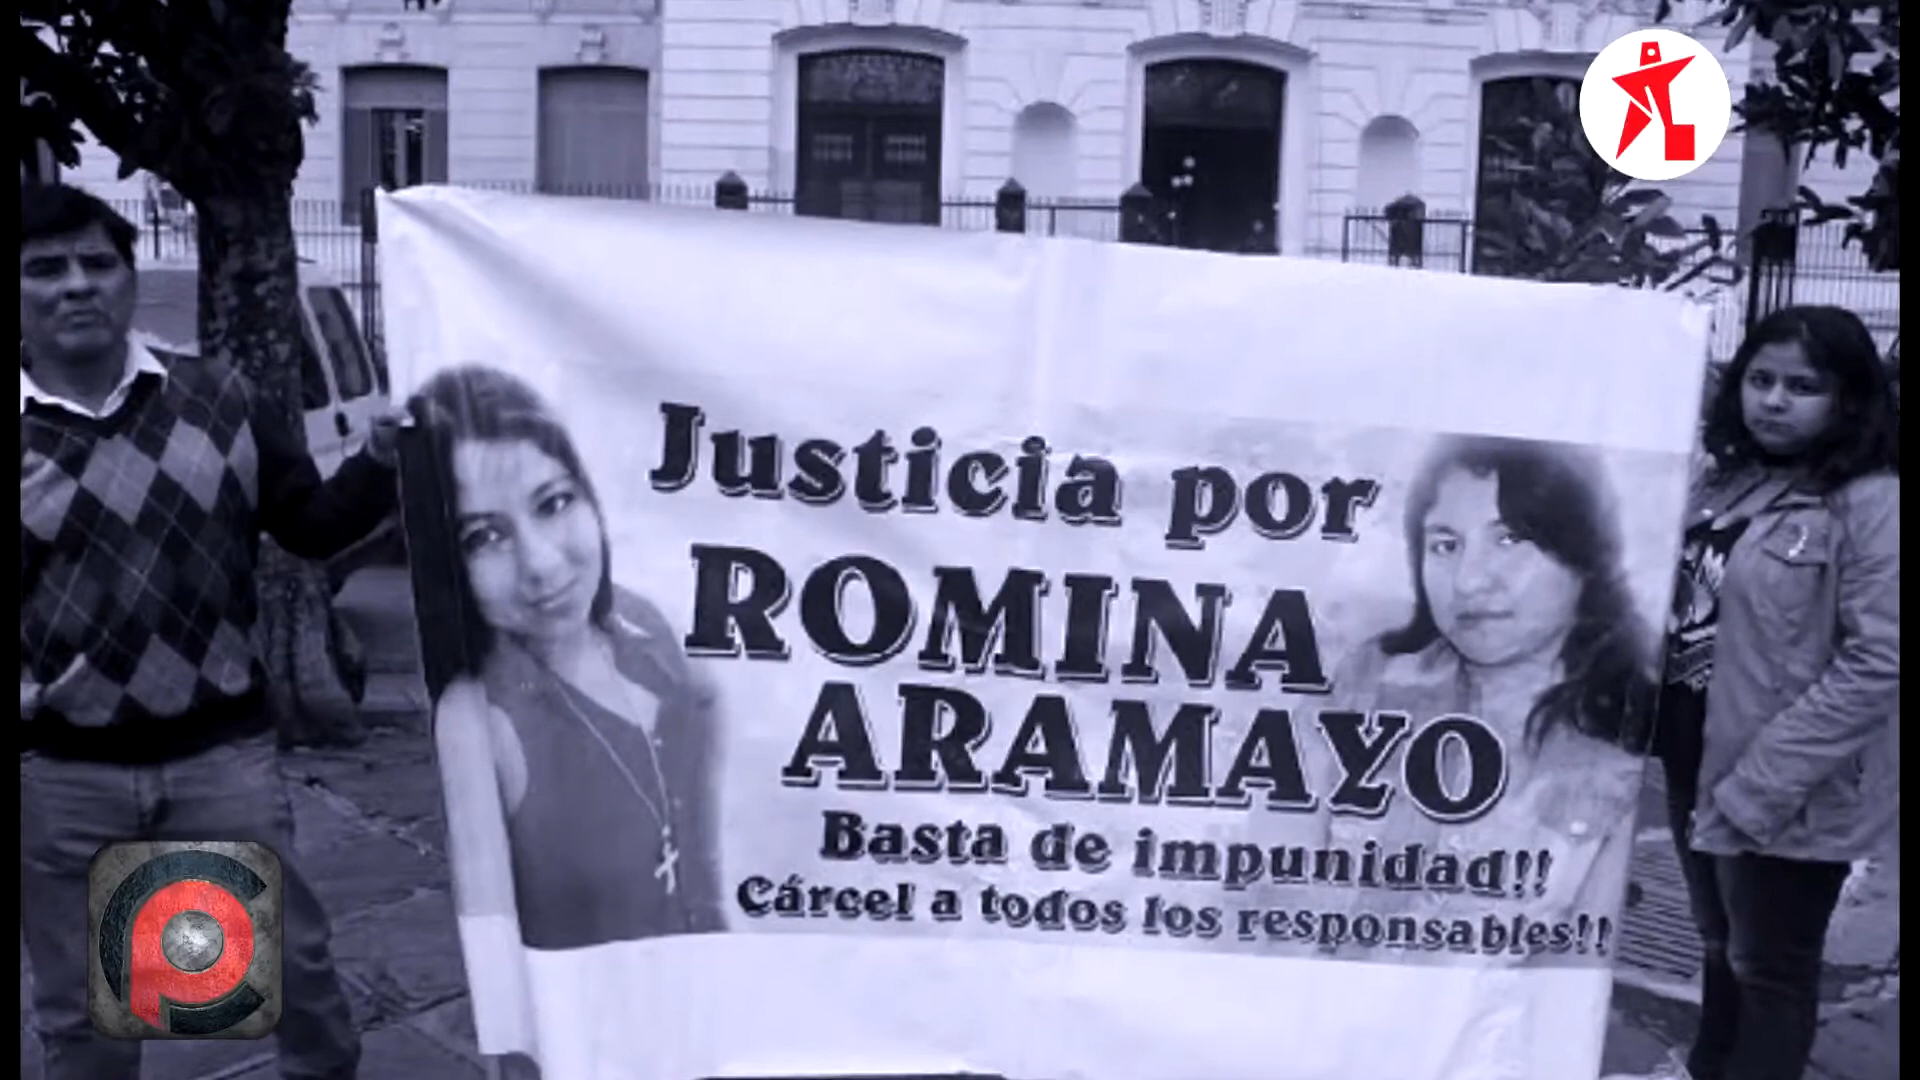 Justicia por
ROMINA
ARAMAYO
Basta de impunidad!!
Cárcel a todos los responsables!!